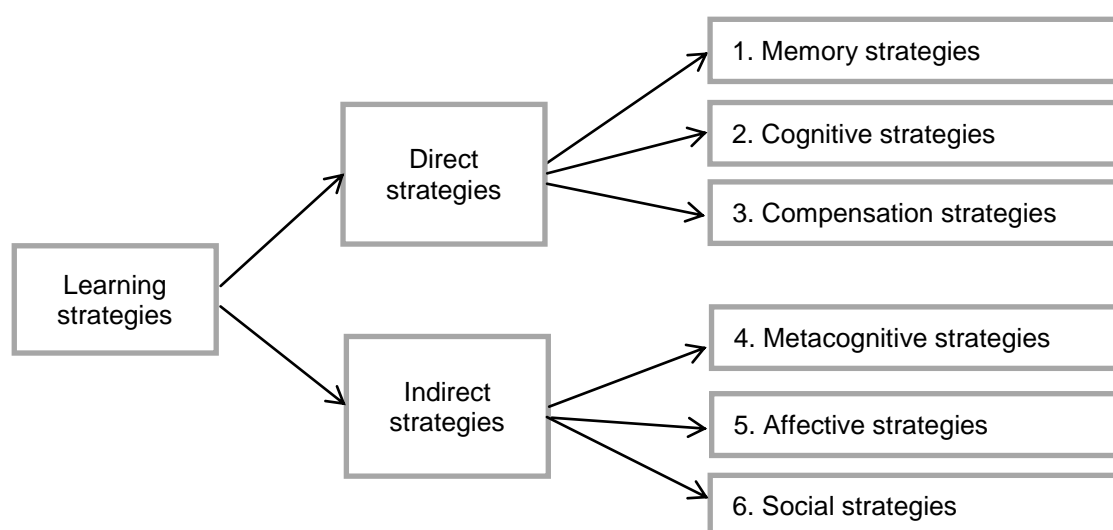 Learning
strategies
Direct
strategies
1. Memory strategies
2. Cognitive strategies
3. Compensation strategies
Indirect
strategies
4. Metacognitive strategies
5. Affective strategies
6. Social strategies